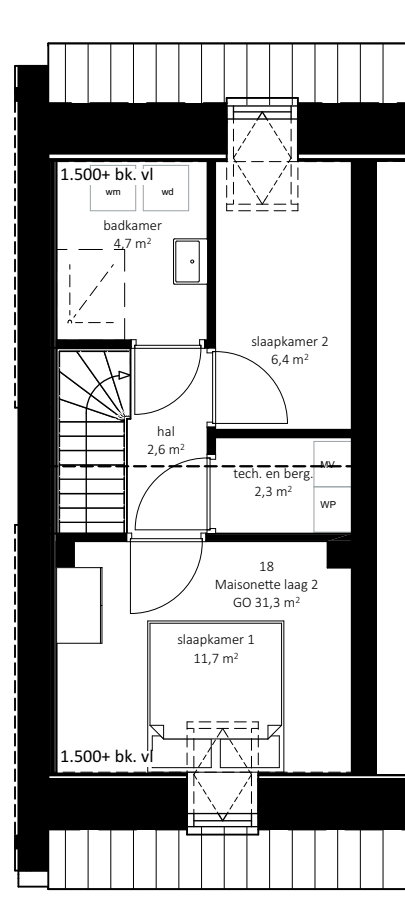 1.500+ bk. vl
wm wd
badkamer
4,7 m²
slaapkamer 2
6,4 m²
hal
2,6 m²
MV
tech. en berg.
2,3 m²
WP
18
Maisonette laag 2
GO 31,3 m²
slaapkamer 1
11,7 m²
1.500+ bk. vl